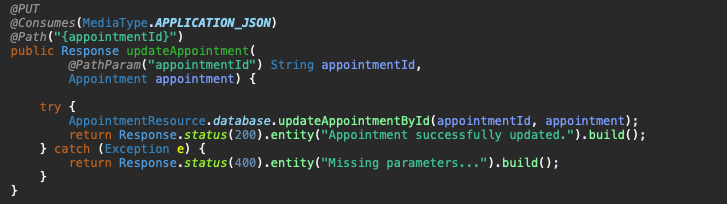 @PUT
@Consumes(MediaType.APPLICATION_JSON)
@Path("{appointmentId}")
public Response updateAppointment(
        @PathParam("appointmentId") String appointmentId,
        Appointment appointment) {

    try {
        AppointmentResource.database.updateAppointmentById(appointmentId, appointment);
        return Response.status(200).entity("Appointment successfully updated.").build();
    } catch (Exception e) {
        return Response.status(400).entity("Missing parameters...").build();
    }
}